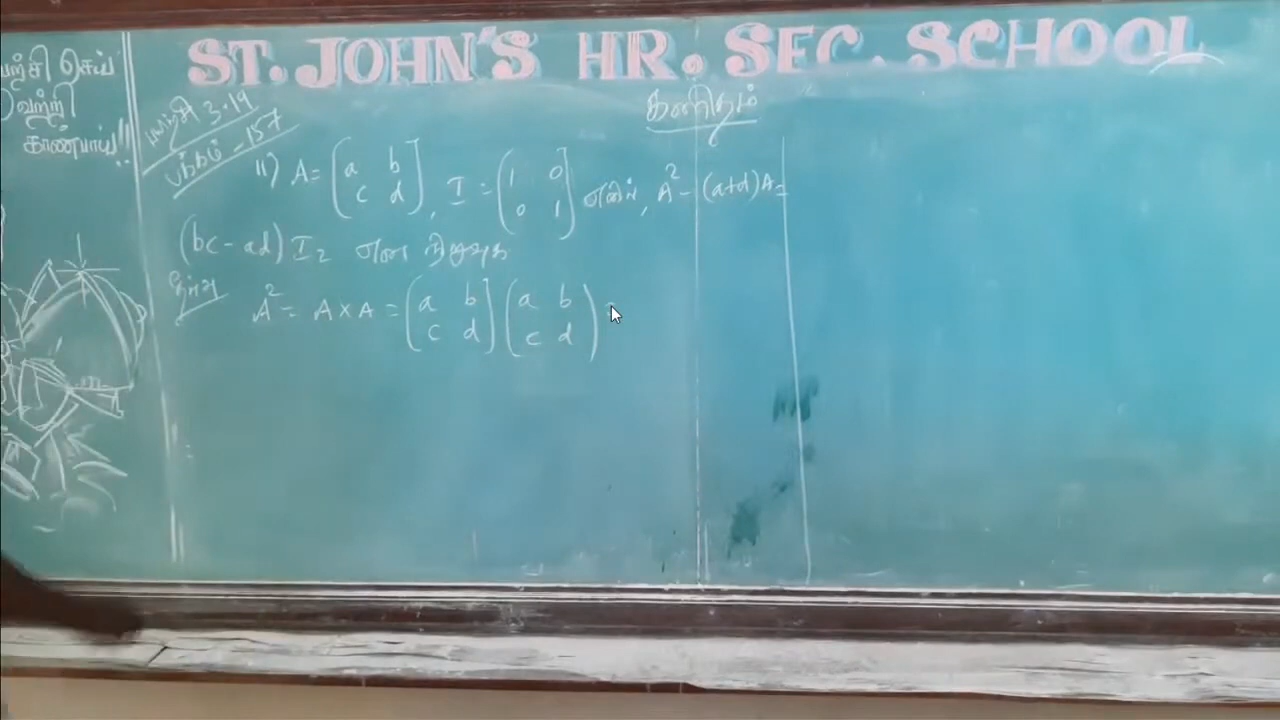 ST. JOHN'S HR. SEC. SCHOOL
கணிதம்
பயிற்சி செய்
வெற்றி
காண்பாய்!!
பயிற்சி 3.19
பக்கம் - 157
11) A = (a b c d), I = (1 0 0 1) எனில், A² - (a+d)A =
(bc - ad) I₂ என நிறுவுக
தீர்வு
A² = A × A = (a b c d) (a b c d) =